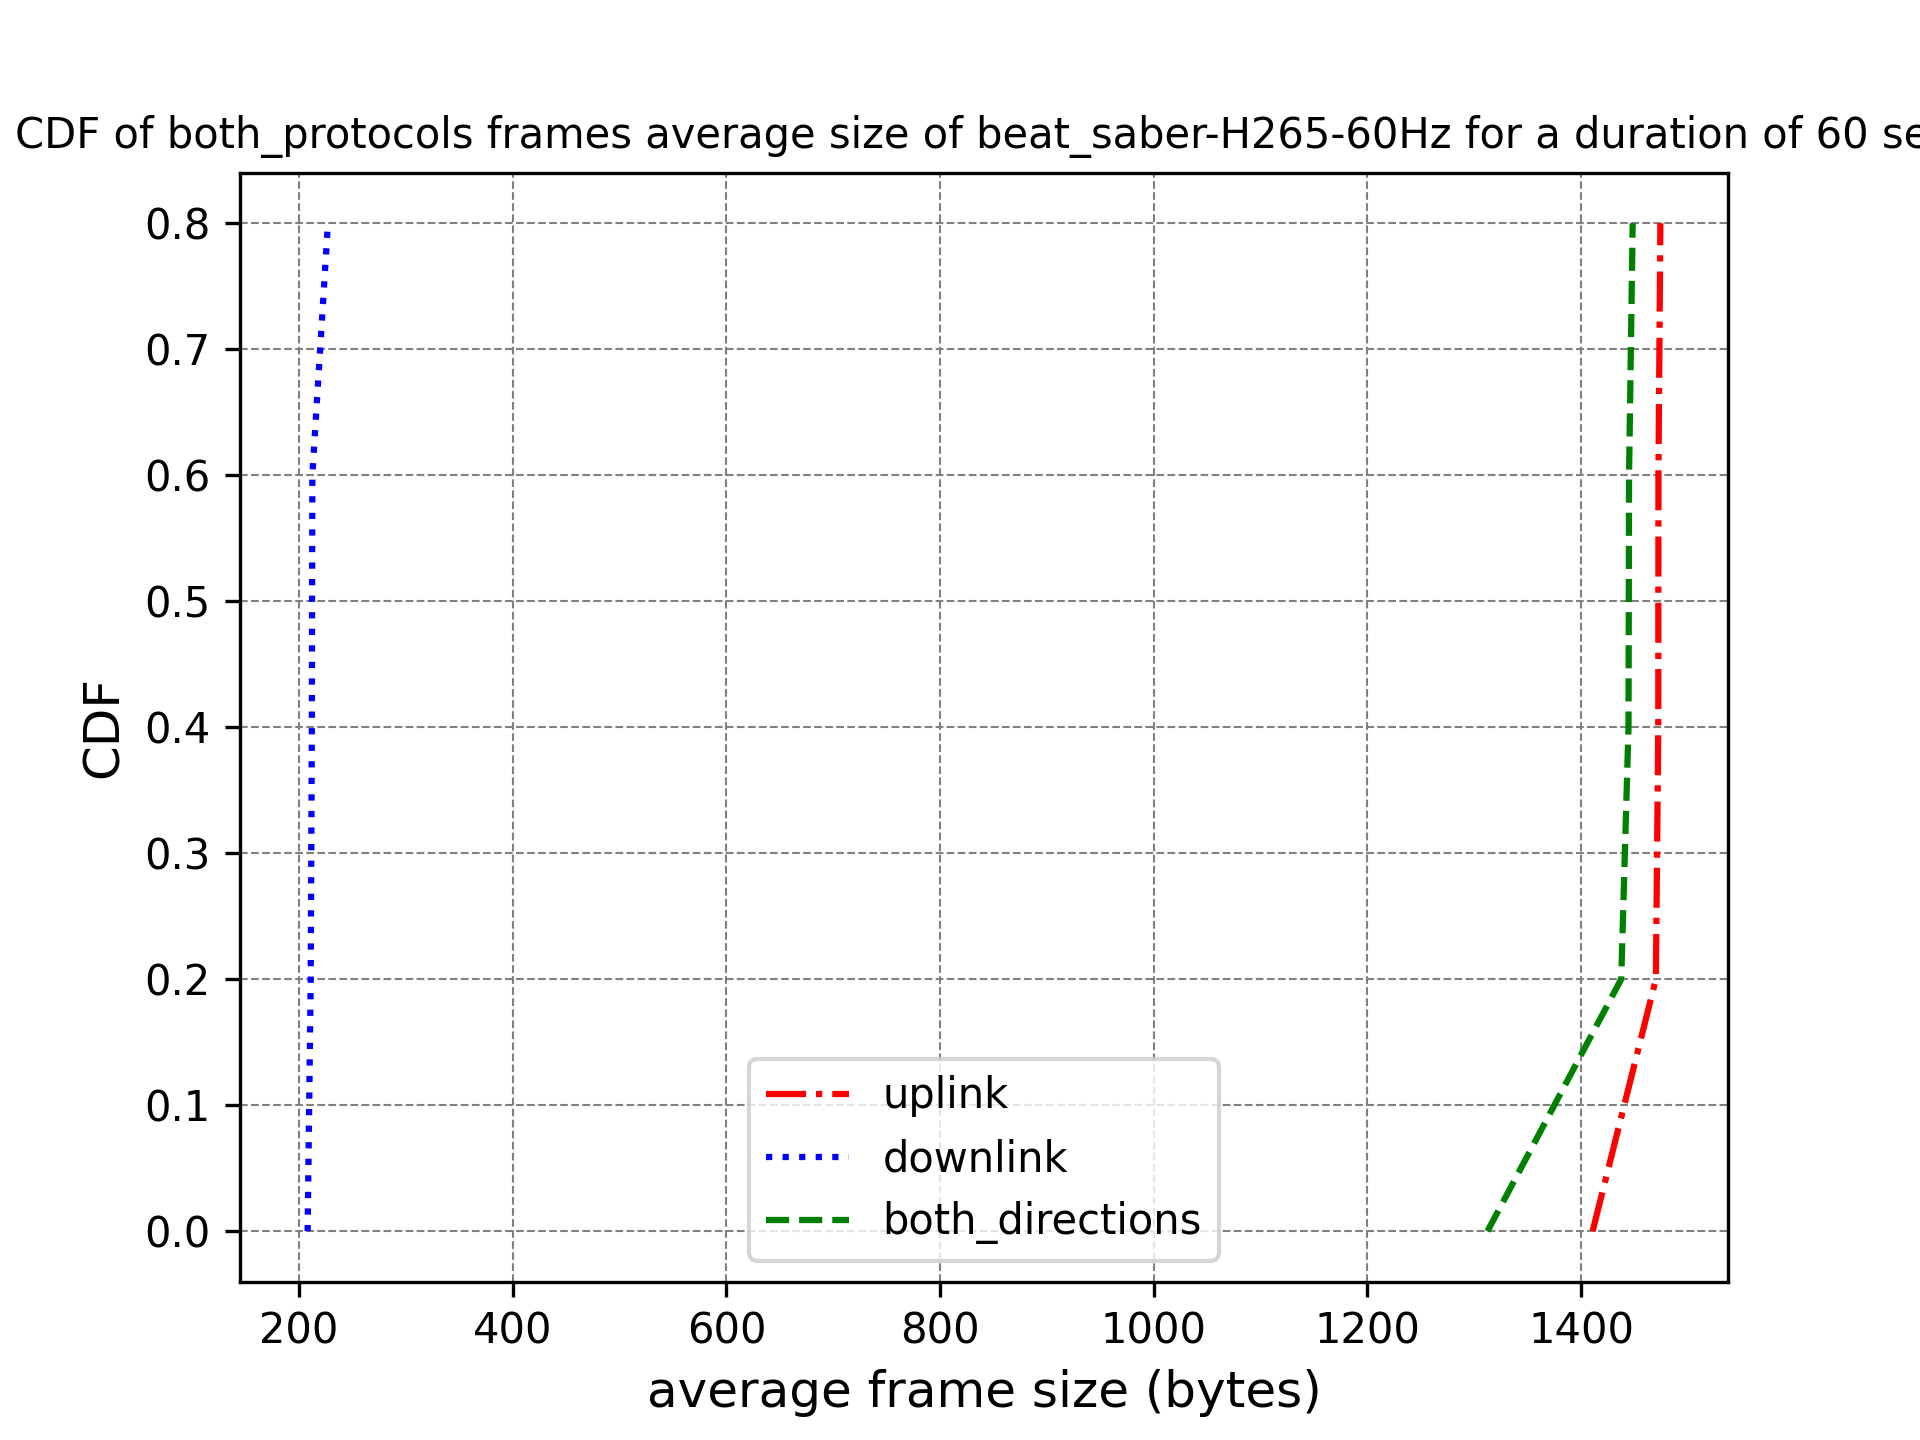 CDF of both_protocols frames average size of beat_saber-H265-60Hz for a duration of 60 se
0.8
0.7
0.6
0.5
0.4
0.3
0.2
0.1
0.0
CDF
uplink
downlink
both_directions
200 400 600 800 1000 1200 1400
average frame size (bytes)